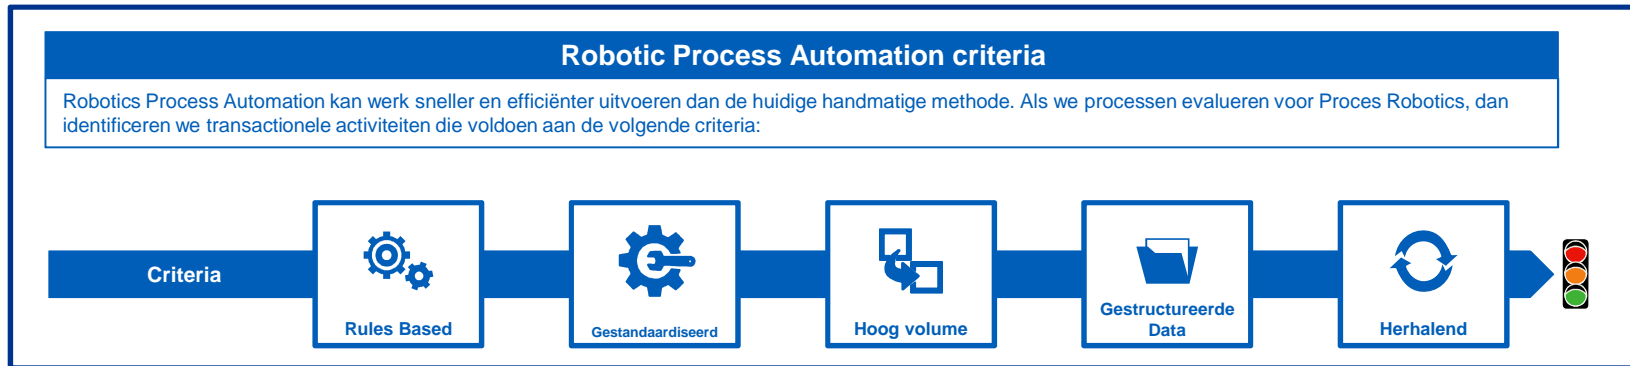 Robotic Process Automation criteria
Robotics Process Automation kan werk sneller en efficiënter uitvoeren dan de huidige handmatige methode. Als we processen evalueren voor Proces Robotics, dan
identificeren we transactionele activiteiten die voldoen aan de volgende criteria:
Criteria
Rules Based
Gestandaardiseerd
Hoog volume
Gestructureerde
Data
Herhalend